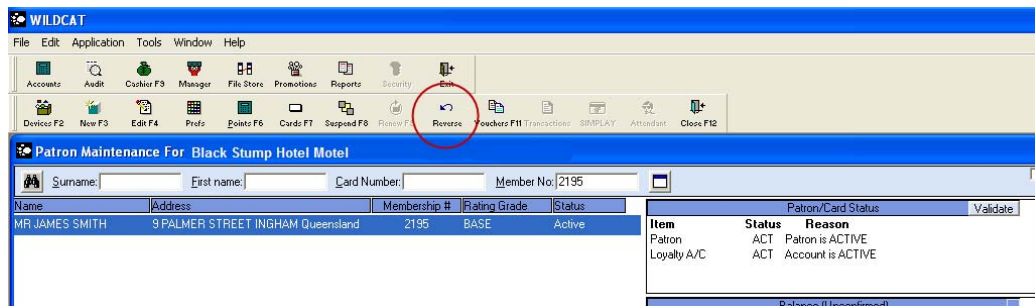 WILDCAT
File Edit Application Tools Window Help
Accounts Audit Cashier F9 Manager File Store Promotions Reports Security Exit
Devices F2 New F3 Edit F4 Prefs Points F6 Cards F7 Suspend F8 Renew Reverse Vouchers F11 Transactions SIMPLAY Attendant Close F12
Patron Maintenance For Black Stump Hotel Motel
Surname: First name: Card Number: Member No: 2195
Name Address Membership # Rating Grade Status
MR JAMES SMITH 9 PALMER STREET INGHAM Queensland 2195 BASE Active
Patron/Card Status Validate
Item Status Reason
Patron ACT Patron is ACTIVE
Loyalty A/C ACT Account is ACTIVE
Balance (Unconfirmed)